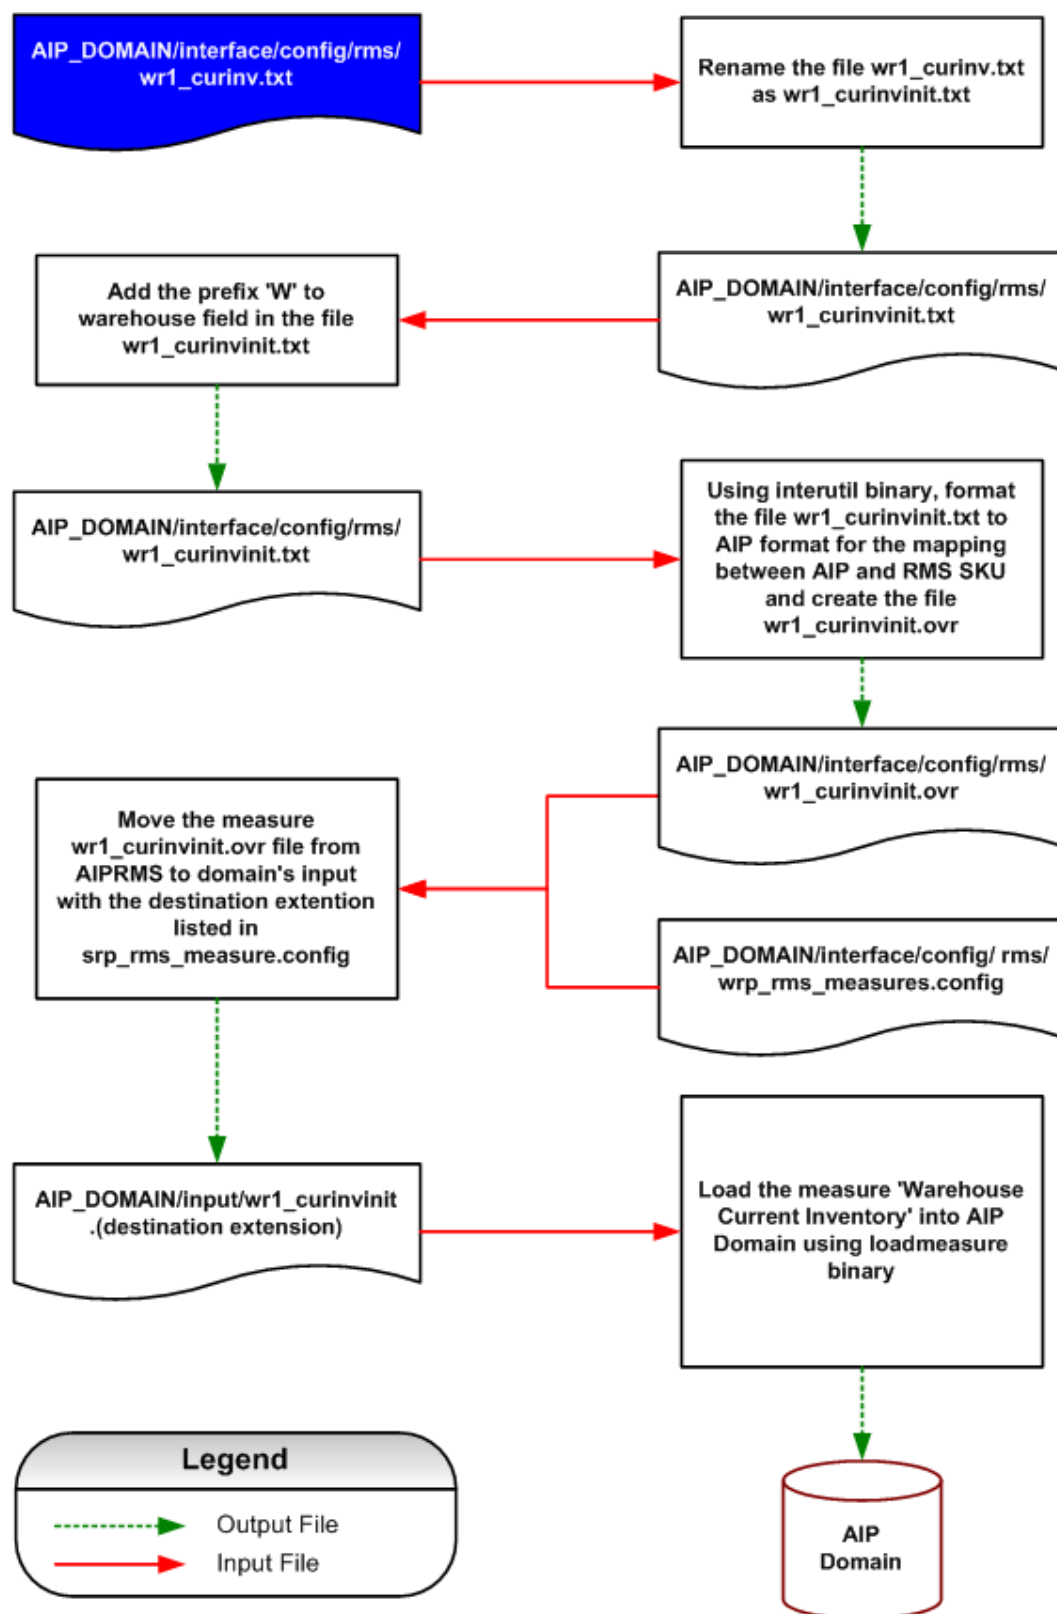 AIP_DOMAIN/interface/config/rms/
wr1_curinv.txt
Rename the file wr1_curinv.txt
as wr1_curinvinit.txt
AIP_DOMAIN/interface/config/rms/
wr1_curinvinit.txt
Add the prefix 'W' to
warehouse field in the file
wr1_curinvinit.txt
AIP_DOMAIN/interface/config/rms/
wr1_curinvinit.txt
Using interutil binary, format
the file wr1_curinvinit.txt to
AIP format for the mapping
between AIP and RMS SKU
and create the file
wr1_curinvinit.ovr
AIP_DOMAIN/interface/config/rms/
wr1_curinvinit.ovr
AIP_DOMAIN/interface/config/ rms/
wrp_rms_measures.config
Move the measure
wr1_curinvinit.ovr file from
AIPRMS to domain's input
with the destination extention
listed in
srp_rms_measure.config
AIP_DOMAIN/input/wr1_curinvinit
.(destination extension)
Load the measure 'Warehouse
Current Inventory' into AIP
Domain using loadmeasure
binary
AIP
Domain
Legend
Output File
Input File